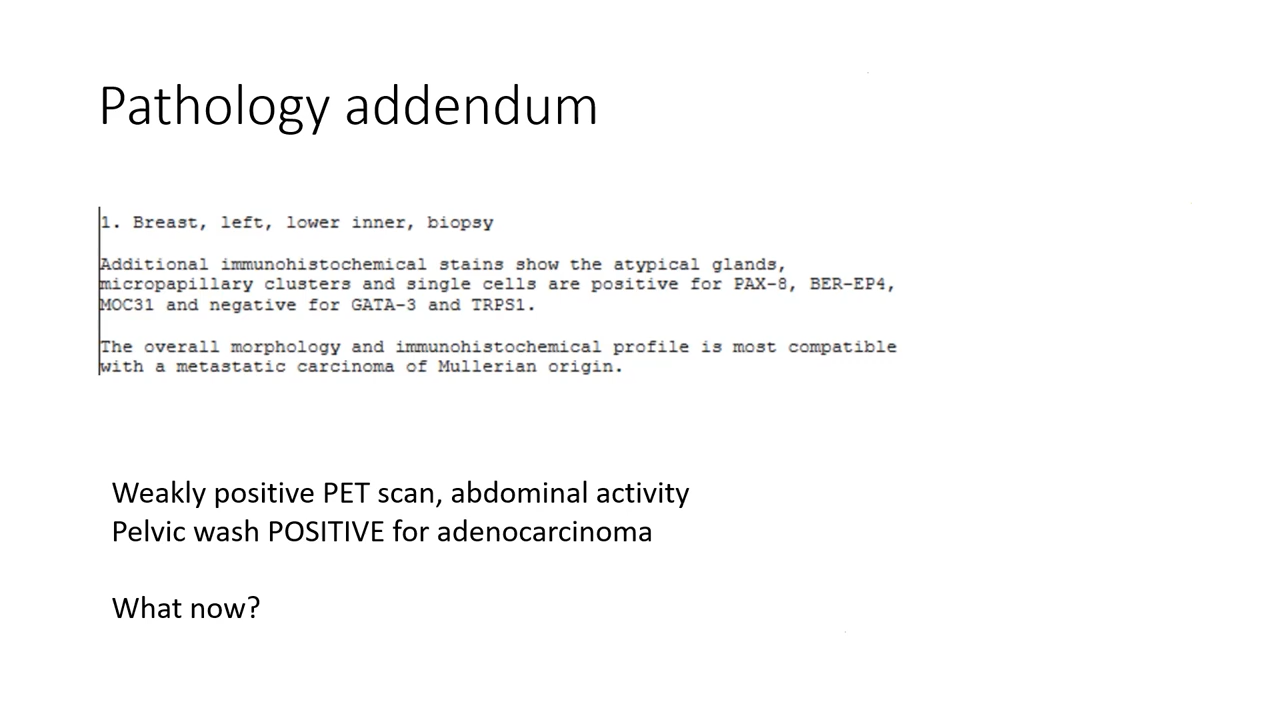 Pathology addendum
1. Breast, left, lower inner, biopsy
Additional immunohistochemical stains show the atypical glands,
micropapillary clusters and single cells are positive for PAX-8, BER-EP4,
MOC31 and negative for GATA-3 and TRPS1.
The overall morphology and immunohistochemical profile is most compatible
with a metastatic carcinoma of Mullerian origin.
Weakly positive PET scan, abdominal activity
Pelvic wash POSITIVE for adenocarcinoma
What now?